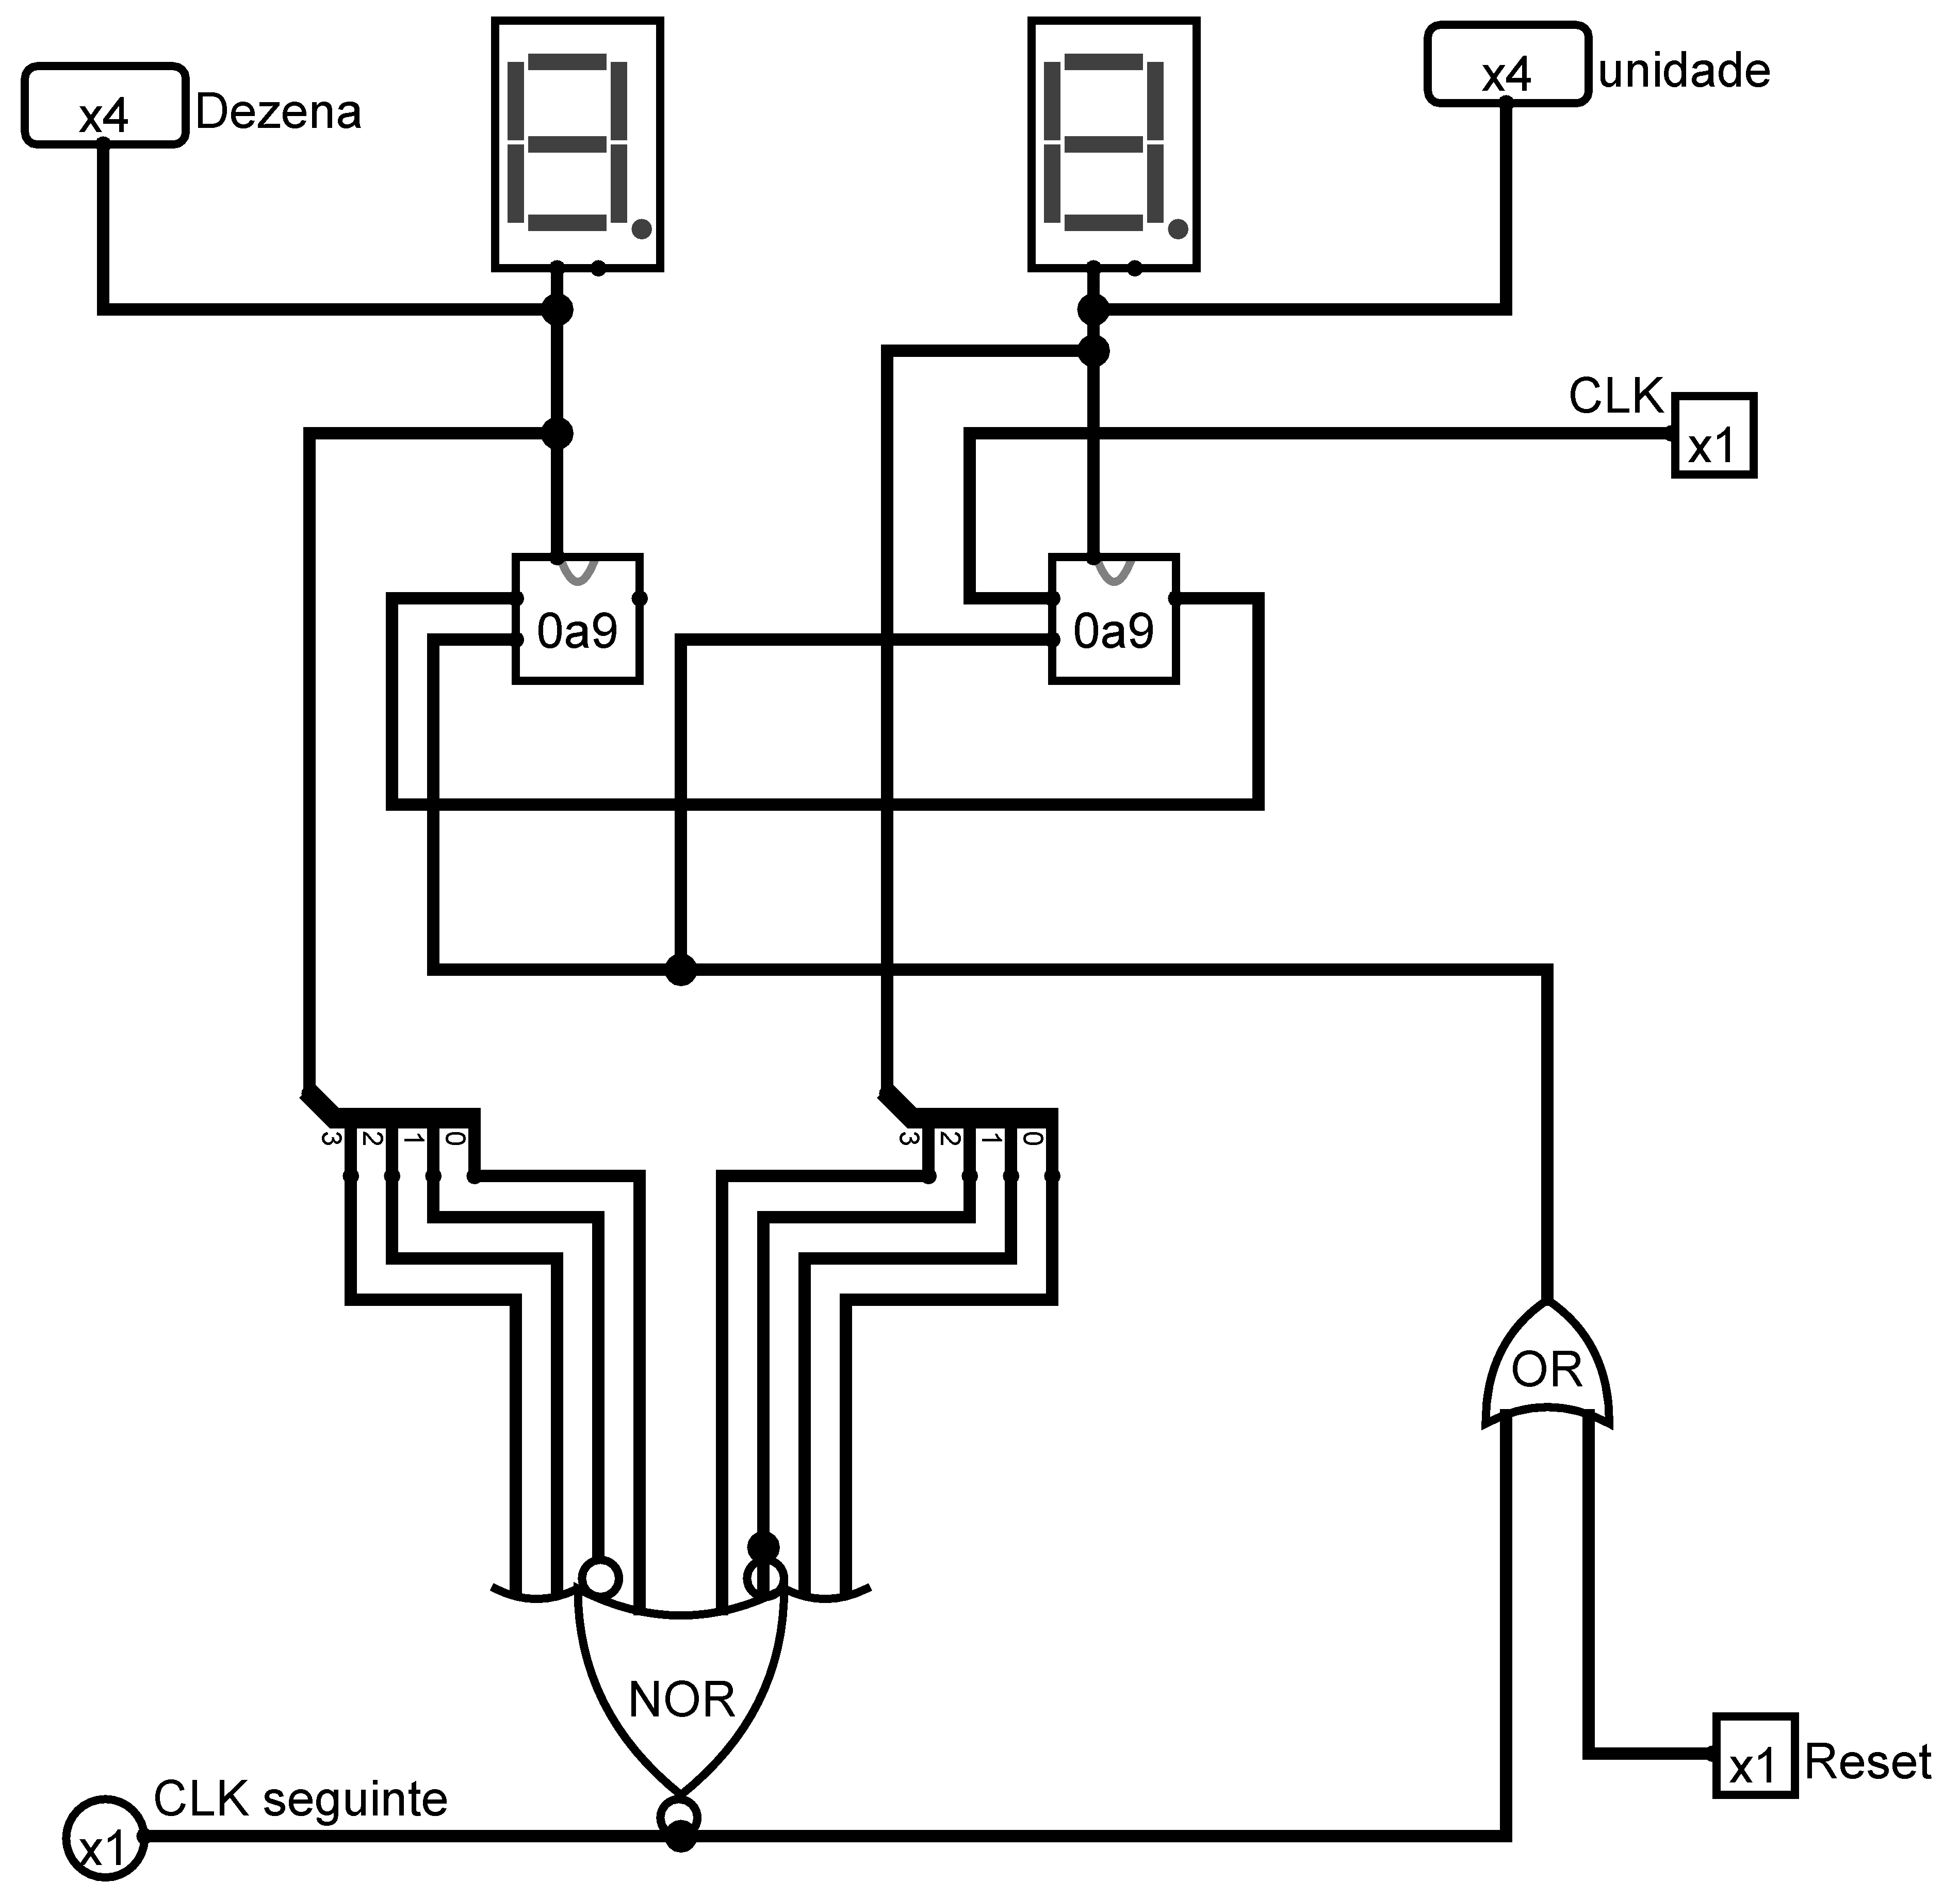 x4 Dezena
x4 unidade
CLK
x1
0a9
0a9
3 2 1 0
3 2 1 0
OR
NOR
x1 Reset
CLK seguinte
x1